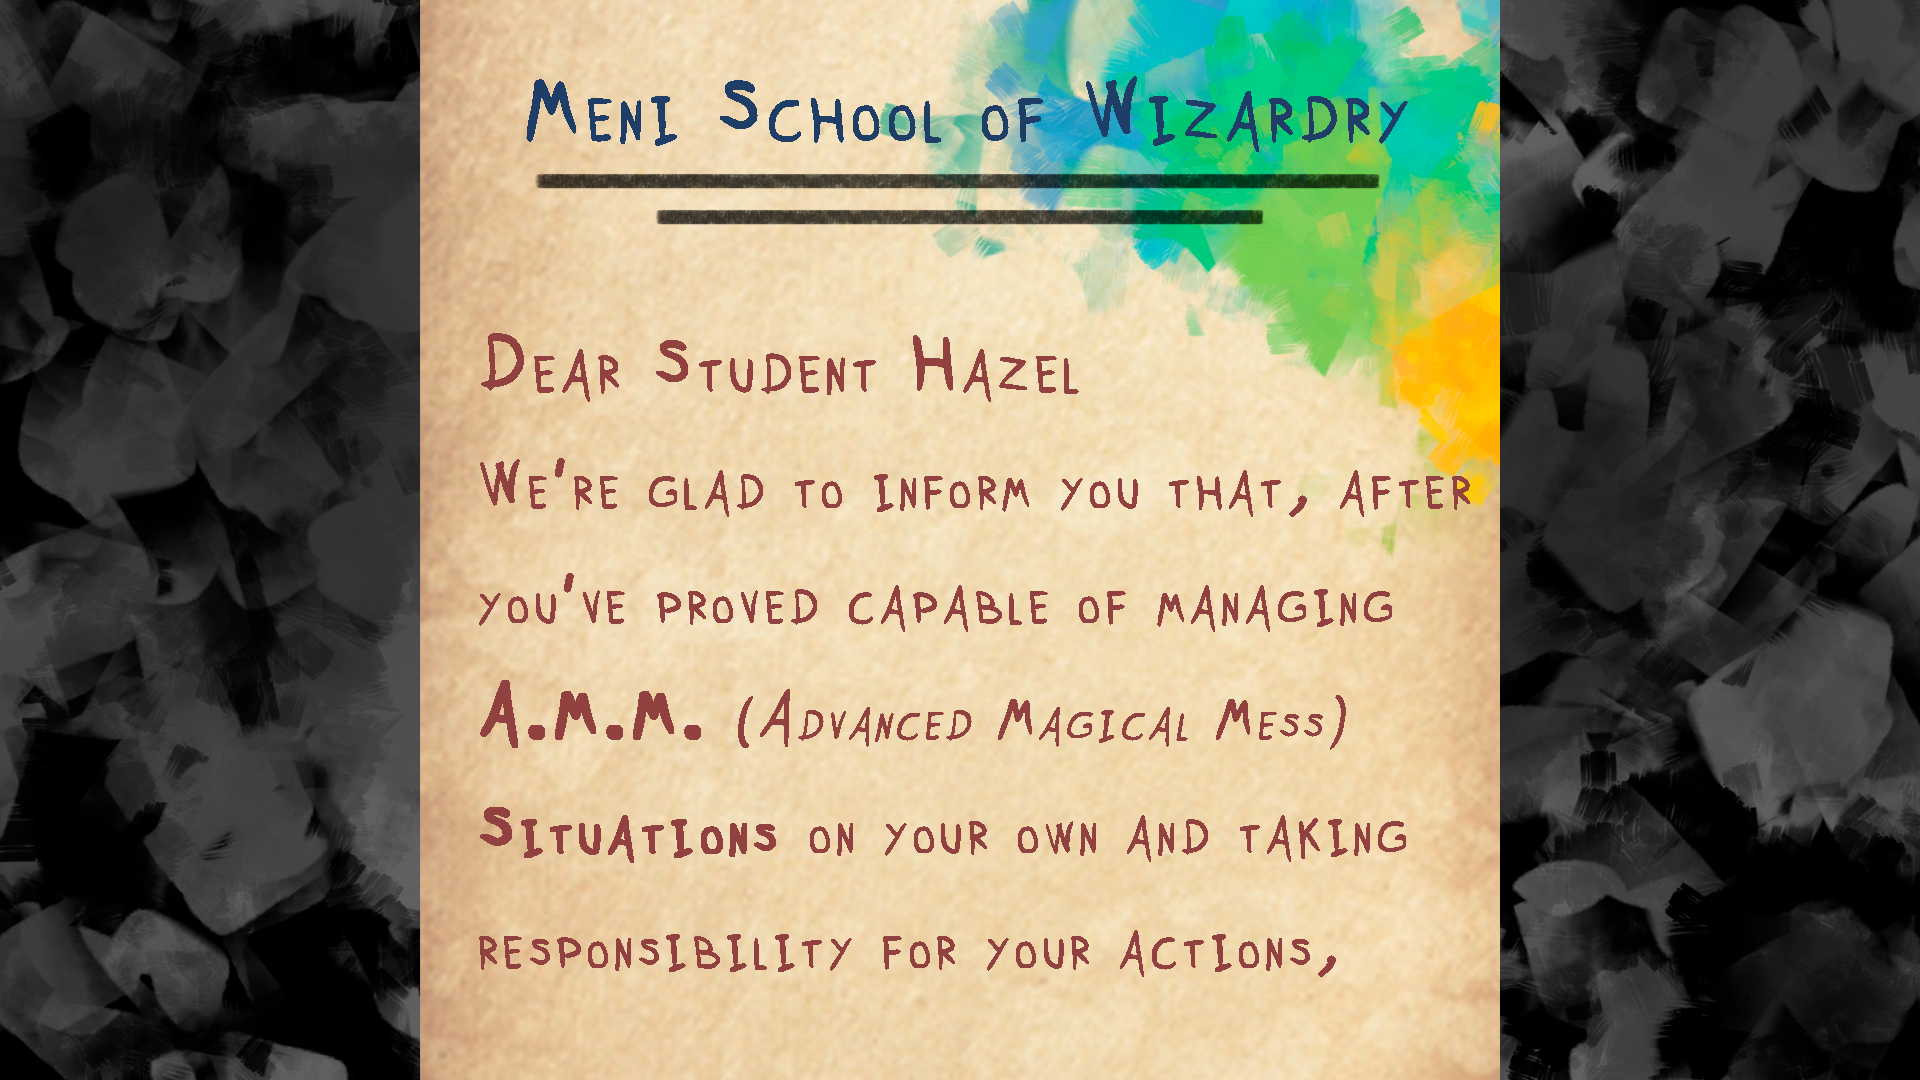 Meni School of Wizardry
Dear Student Hazel
We're glad to inform you that, after
you've proved capable of managing
A.M.M. (Advanced Magical Mess)
Situations on your own and taking
responsibility for your actions,